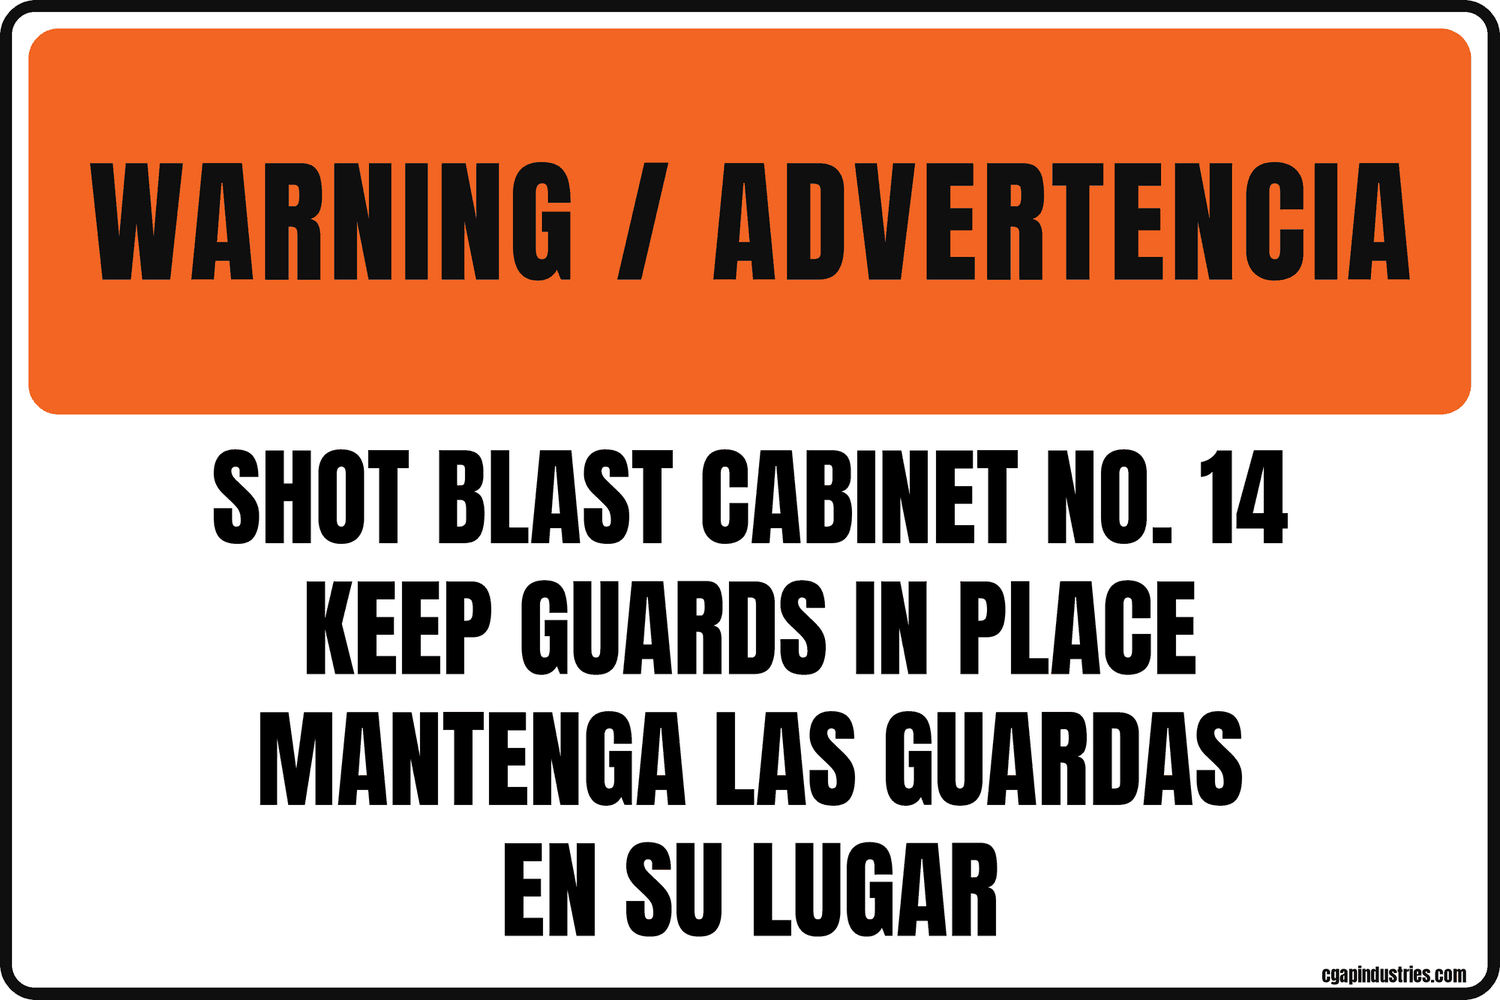 WARNING / ADVERTENCIA
SHOT BLAST CABINET NO. 14
KEEP GUARDS IN PLACE
MANTENGA LAS GUARDAS
EN SU LUGAR
cgapindustries.com